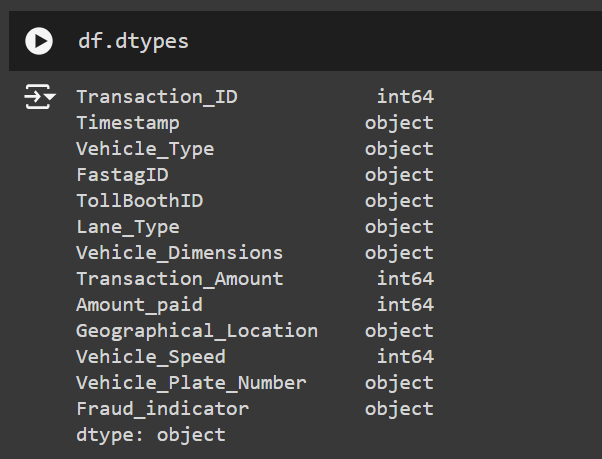 df.dtypes
Transaction_ID int64
Timestamp object
Vehicle_Type object
FastagID object
TollBoothID object
Lane_Type object
Vehicle_Dimensions object
Transaction_Amount int64
Amount_paid int64
Geographical_Location object
Vehicle_Speed int64
Vehicle_Plate_Number object
Fraud_indicator object
dtype: object